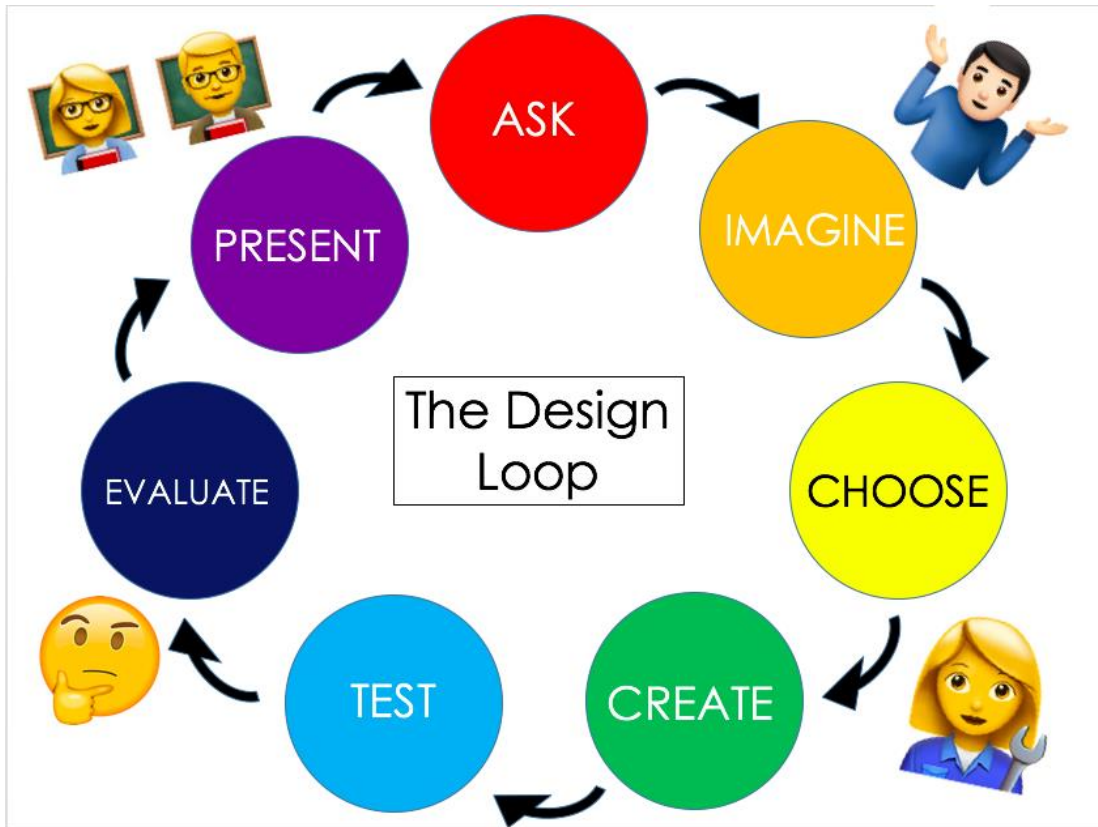 ASK
IMAGINE
CHOOSE
CREATE
TEST
EVALUATE
PRESENT
The Design
Loop